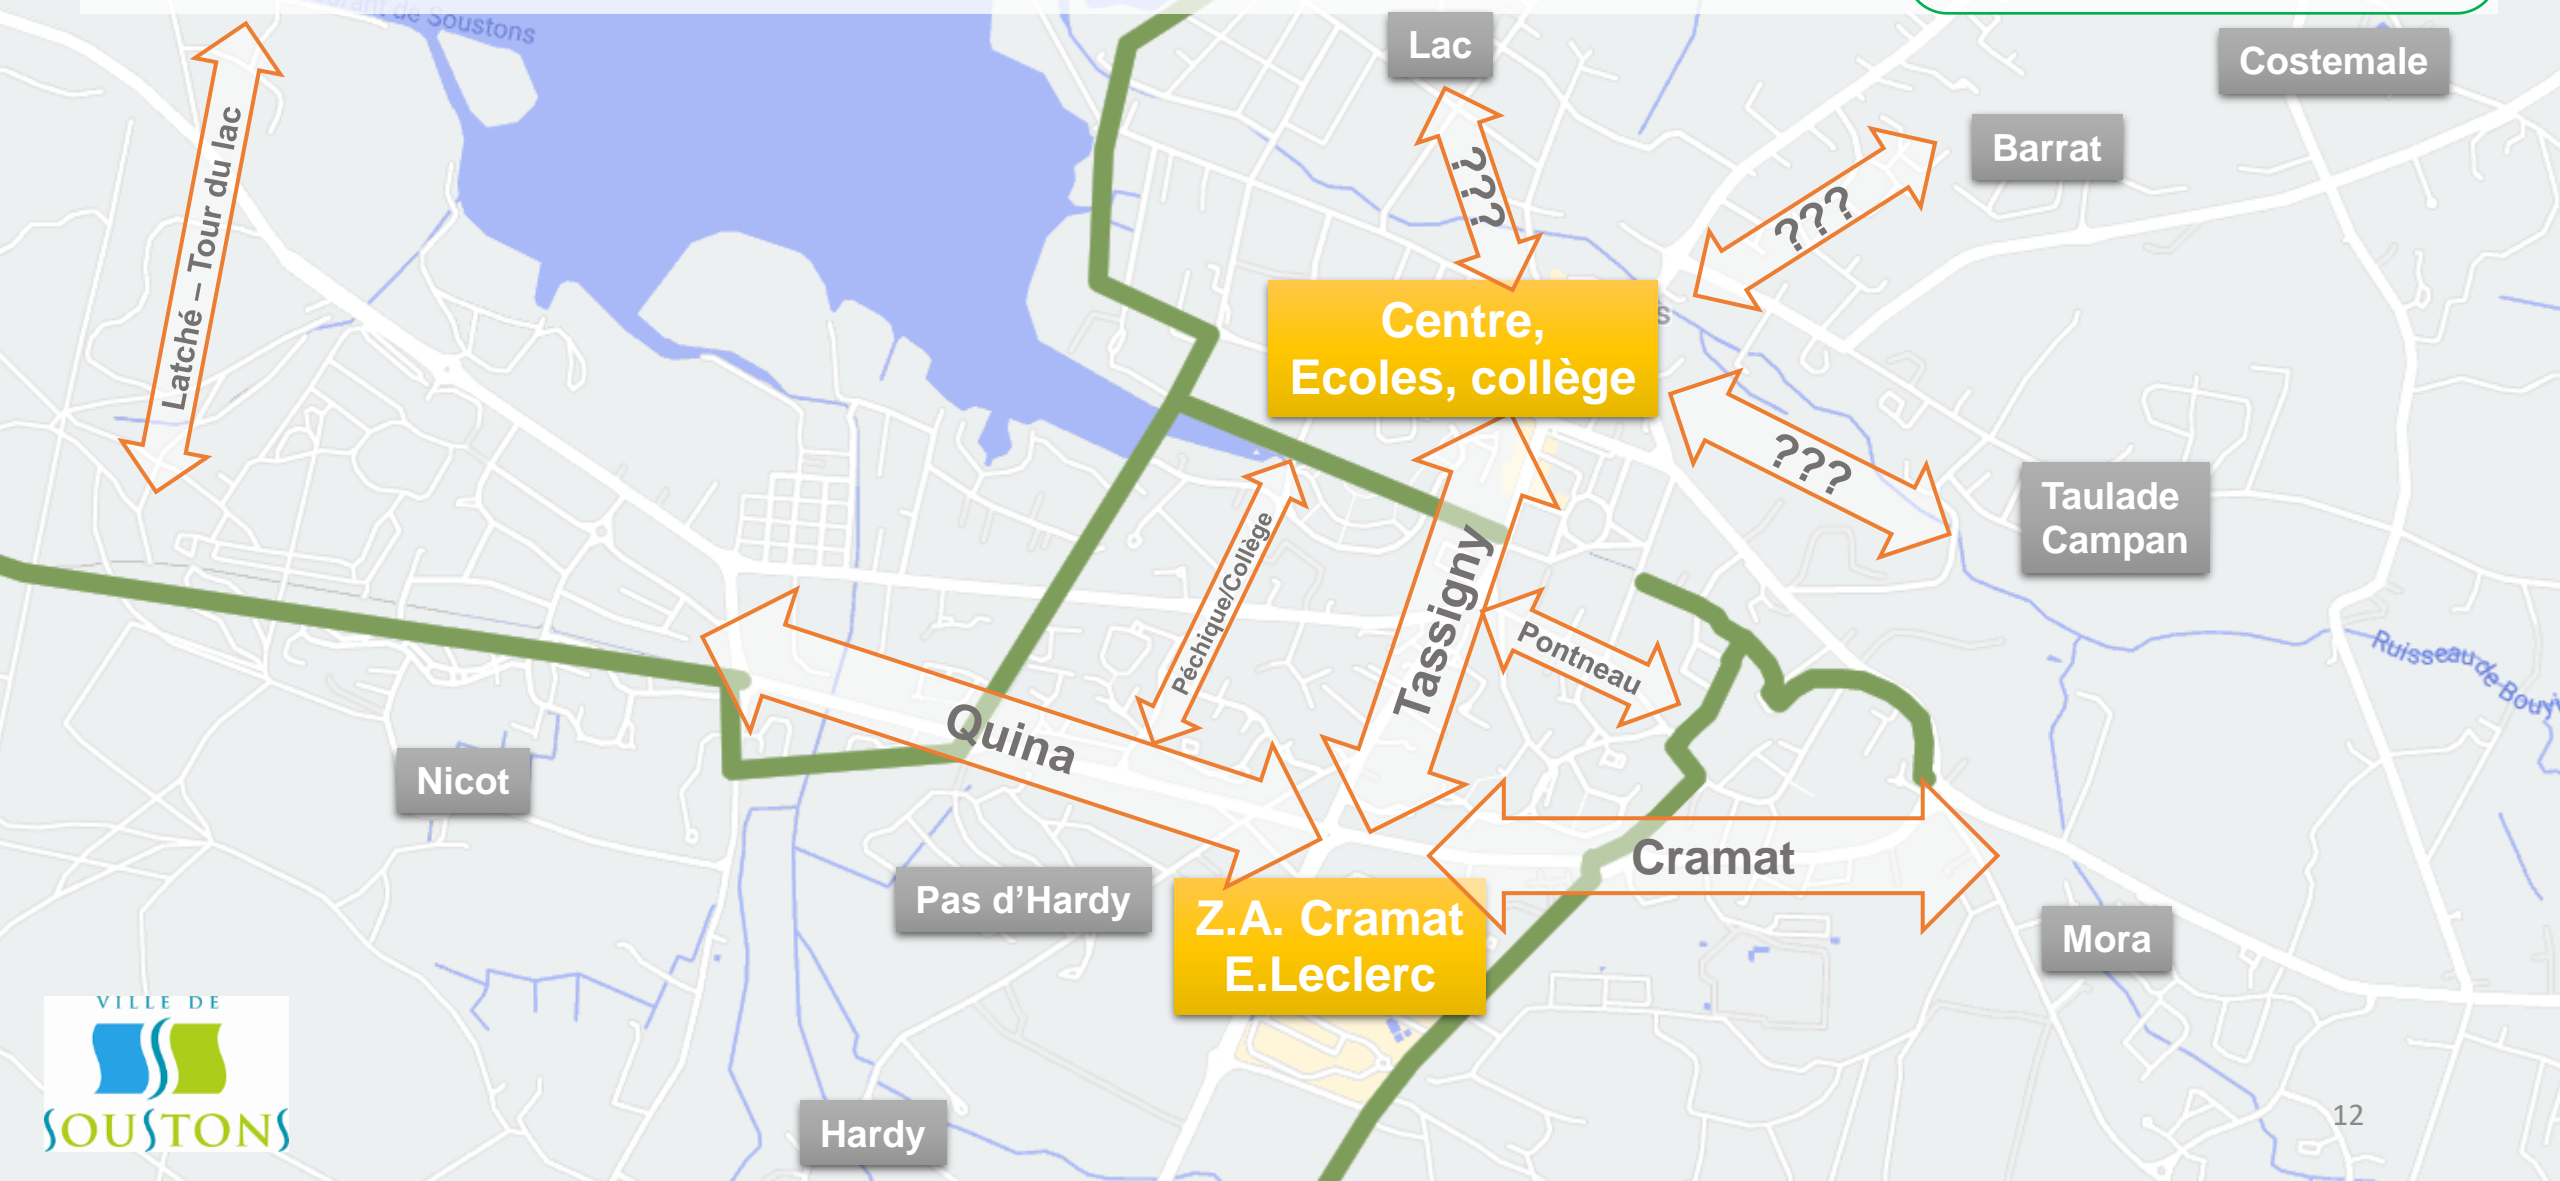 Soustons
Lac
Costemale
Barrat
Latché – Tour du lac
???
???
Centre,
Ecoles, collège
s
???
Taulade
Campan
Péchique/Collège
Tassigny
Pontneau
Quina
Ruisseau de Bouy
Nicot
Cramat
Pas d’Hardy
Z.A. Cramat
E.Leclerc
Mora
VILLE DE
SOUSTONS
Hardy
12